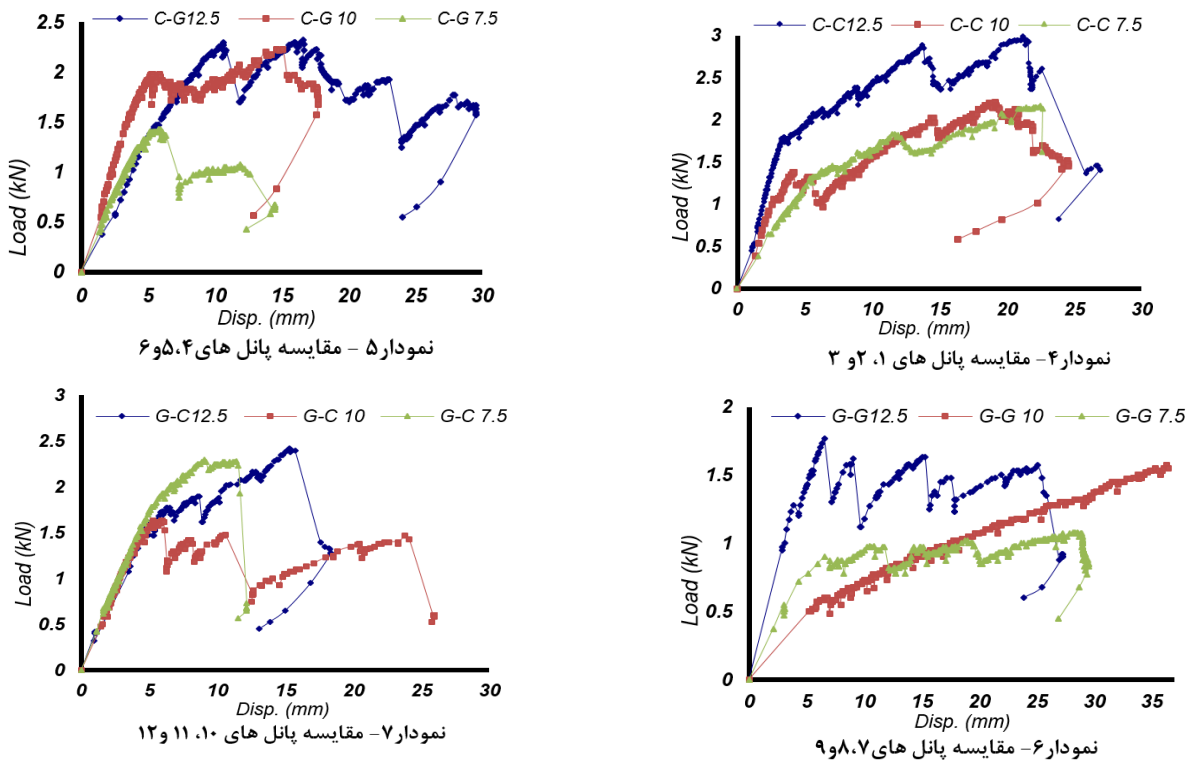 C-G12.5 C-G 10 C-G 7.5
2.5
2
1.5
1
0.5
0
Load (kN)
0 5 10 15 20 25 30
Disp. (mm)
نمودار۵ - مقایسه پانل های۵،۴و۶
C-C12.5 C-C 10 C-C 7.5
3
2.5
2
1.5
1
0.5
0
Load (kN)
0 5 10 15 20 25 30
Disp. (mm)
نمودار۴- مقایسه پانل های ۱، ۲و ۳
G-C12.5 G-C 10 G-C 7.5
3
2.5
2
1.5
1
0.5
0
Load (kN)
0 5 10 15 20 25 30
Disp. (mm)
نمودار۷- مقایسه پانل های ۱۰، ۱۱ و۱۲
G-G12.5 G-G 10 G-G 7.5
2
1.5
1
0.5
0
Load (kN)
0 5 10 15 20 25 30 35
Disp. (mm)
نمودار۶- مقایسه پانل های۸،۷و۹